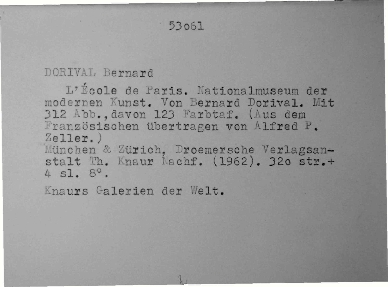 53o61
DORIVAL Bernard
L'École de Paris. Nationalmuseum der
modernen Kunst. Von Bernard Dorival. Mit
312 Abb., davon 123 Farbtaf. (Aus dem
Französischen übertragen von Alfred P.
Zeller.)
München & Zürich, Droemersche Verlagsan-
stalt Th. Knaur Nachf. (1962). 32o str.+
4 sl. 8°.
Knaurs Galerien der Welt.